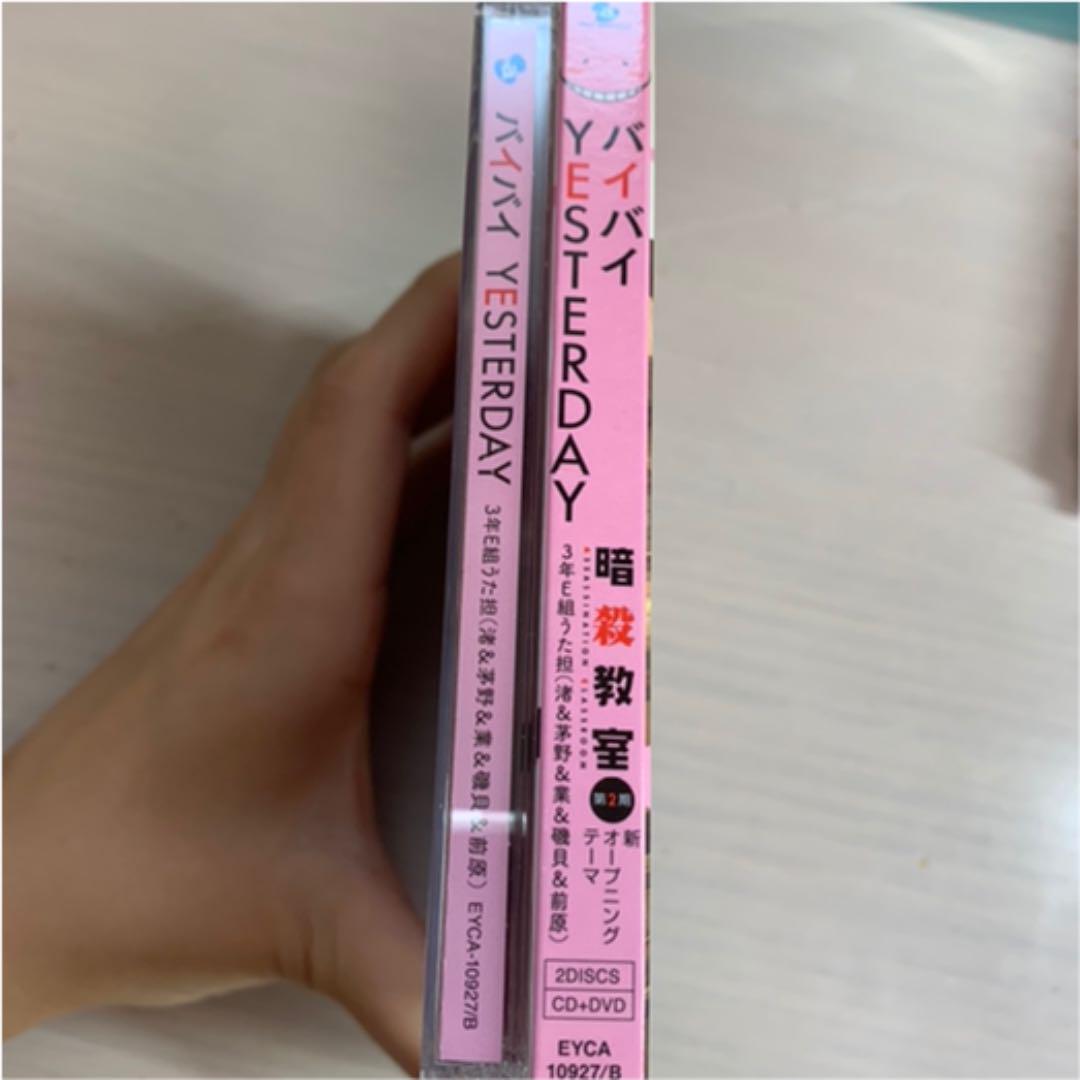 バイバイ YESTERDAY
3年E組うた担(渚&茅野&業&磯貝&前原) EYCA-10927/B
バイバイ
YESTERDAY
暗殺教室
ASSASSINATION CLASSROOM
第2期
新
オープニング
テーマ
3年E組うた担(渚&茅野&業&磯貝&前原)
2DISCS
CD+DVD
EYCA
10927/B